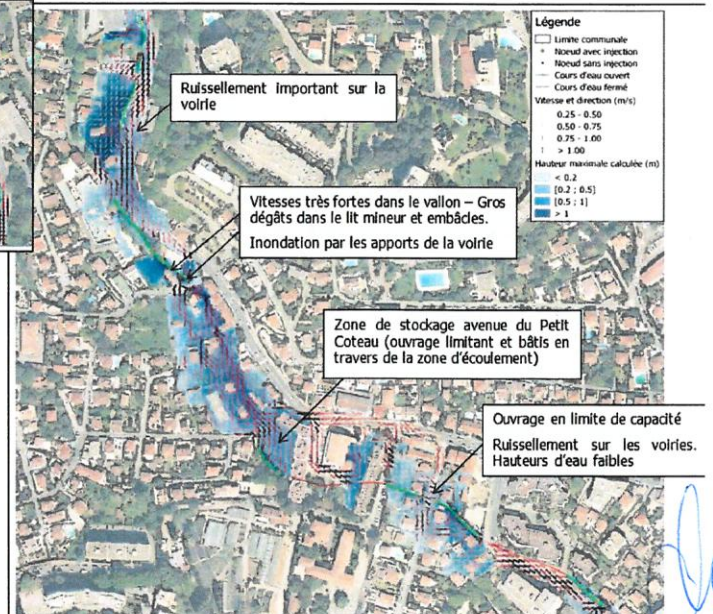 Ruissellement important sur la
voirie
Vitesses très fortes dans le vallon – Gros
dégâts dans le lit mineur et embâcles.
Inondation par les apports de la voirie
Zone de stockage avenue du Petit
Coteau (ouvrage limitant et bâtis en
travers de la zone d'écoulement)
Ouvrage en limite de capacité
Ruissellement sur les voiries.
Hauteurs d'eau faibles
Légende
Limite communale
Noeud avec injection
Noeud sans injection
Cours d'eau ouvert
Cours d'eau fermé
Vitesse et direction (m/s)
0.25 - 0.50
0.50 - 0.75
0.75 - 1.00
> 1.00
Hauteur maximale calculée (m)
< 0.2
[0.2 ; 0.5]
[0.5 ; 1]
> 1